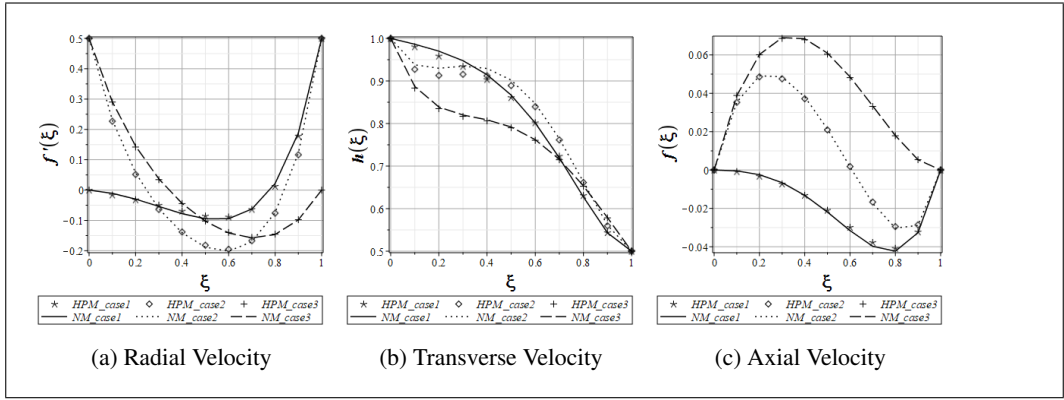 0.5
0.4
0.3
0.2
0.1
0
−0.1
−0.2
f '(ξ)
0 0.2 0.4 0.6 0.8 1
ξ
HPM_case1 HPM_case2 HPM_case3
NM_case1 NM_case2 NM_case3
(a) Radial Velocity
1.0
0.9
0.8
0.7
0.6
0.5
h(ξ)
0 0.2 0.4 0.6 0.8 1
ξ
HPM_case1 HPM_case2 HPM_case3
NM_case1 NM_case2 NM_case3
(b) Transverse Velocity
0.06
0.04
0.02
0
−0.02
−0.04
f(ξ)
0 0.2 0.4 0.6 0.8 1
ξ
HPM_case1 HPM_case2 HPM_case3
NM_case1 NM_case2 NM_case3
(c) Axial Velocity